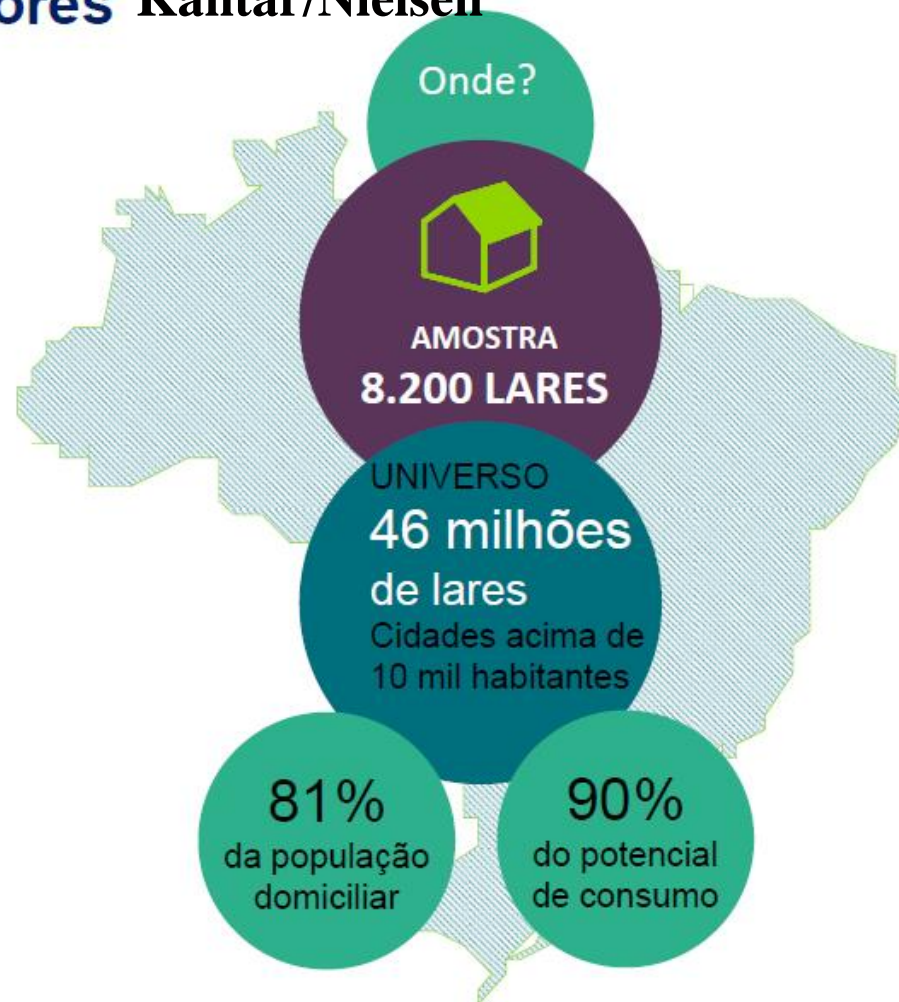 Kantar/Nielsen
Onde?
AMOSTRA
8.200 LARES
UNIVERSO
46 milhões
de lares
Cidades acima de
10 mil habitantes
81%
da população
domiciliar
90%
do potencial
de consumo